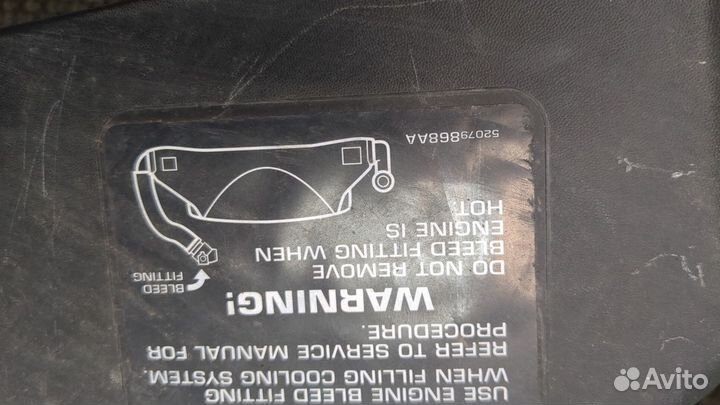 USE ENGINE BLEED FITTING
WHEN FILLING COOLING SYSTEM.
REFER TO SERVICE MANUAL FOR
PROCEDURE.
WARNING!
DO NOT REMOVE
BLEED FITTING WHEN
ENGINE IS
HOT.
BLEED
FITTING
52079868AA
Avito